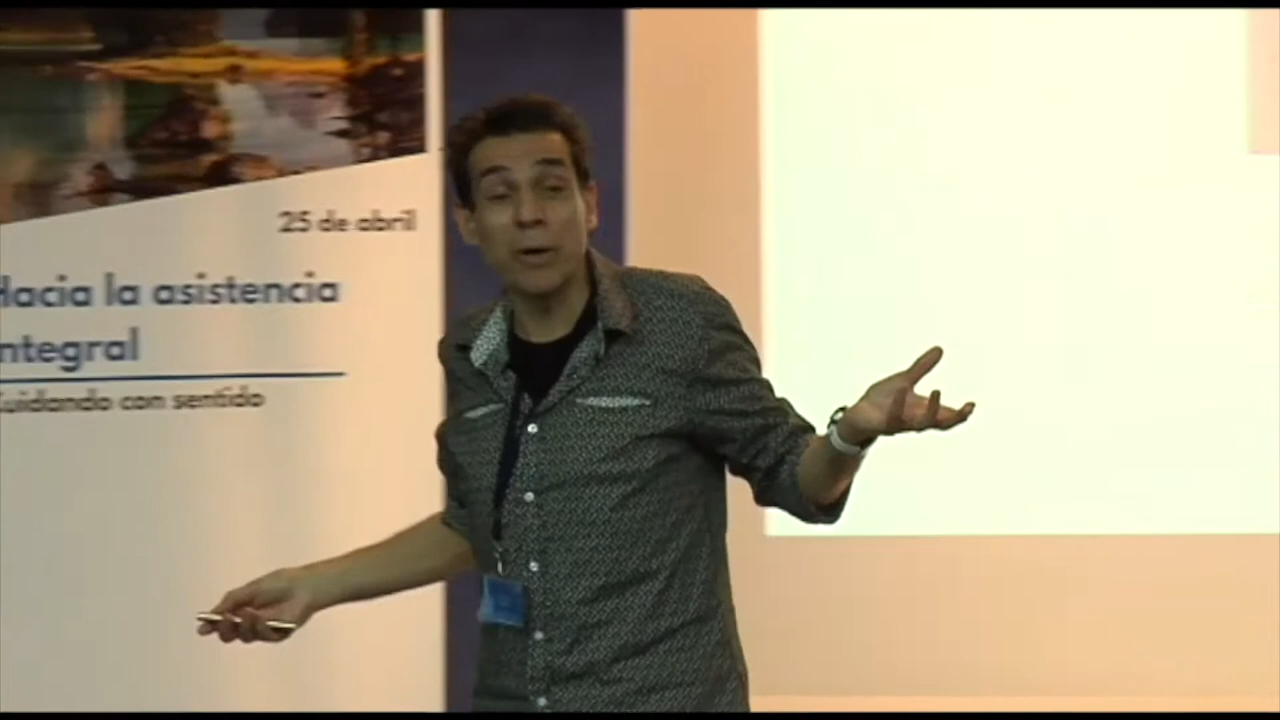 25 de abril
Hacia la asistencia
integral
Cuidando con sentido